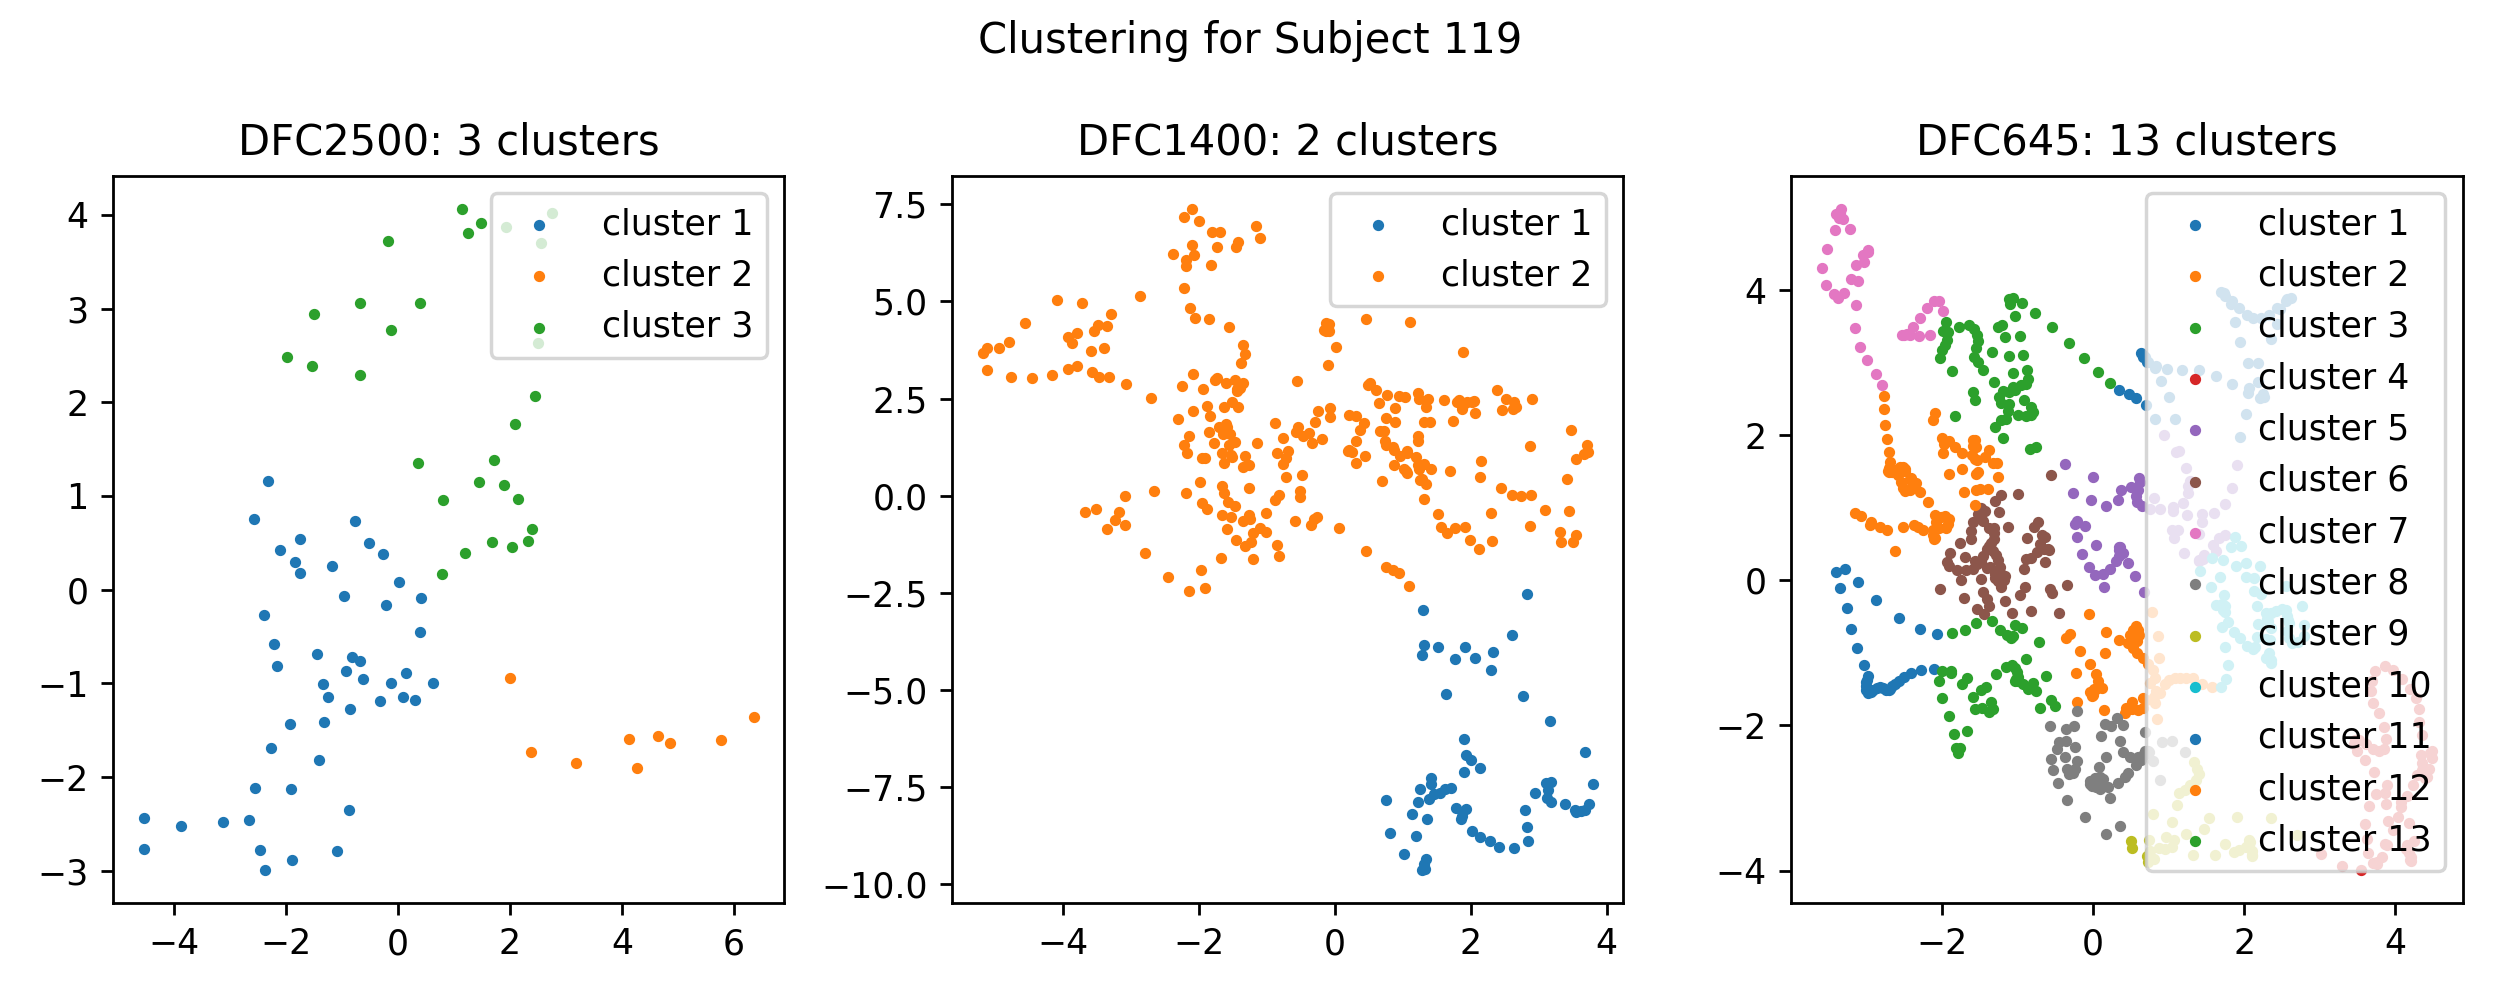 Clustering for Subject 119
DFC2500: 3 clusters
cluster 1
cluster 2
cluster 3
4
3
2
1
0
−1
−2
−3
−4
−2
0
2
4
6
DFC1400: 2 clusters
cluster 1
cluster 2
7.5
5.0
2.5
0.0
−2.5
−5.0
−7.5
−10.0
−4
−2
0
2
4
DFC645: 13 clusters
cluster 1
cluster 2
cluster 3
cluster 4
cluster 5
cluster 6
cluster 7
cluster 8
cluster 9
cluster 10
cluster 11
cluster 12
cluster 13
4
2
0
−2
−4
−2
0
2
4